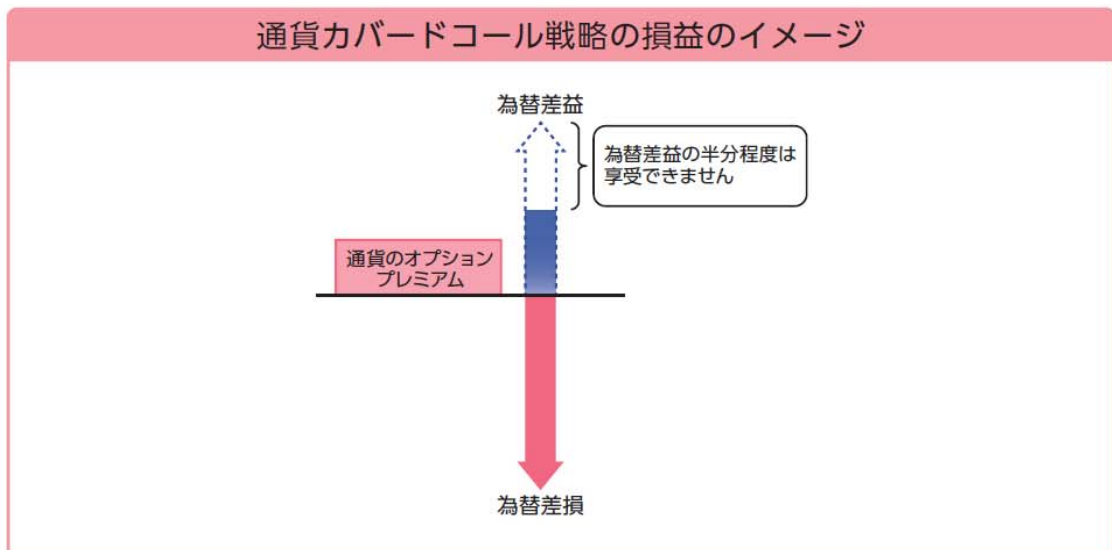 通貨カバードコール戦略の損益のイメージ
為替差益
為替差益の半分程度は
享受できません
通貨のオプション
プレミアム
為替差損